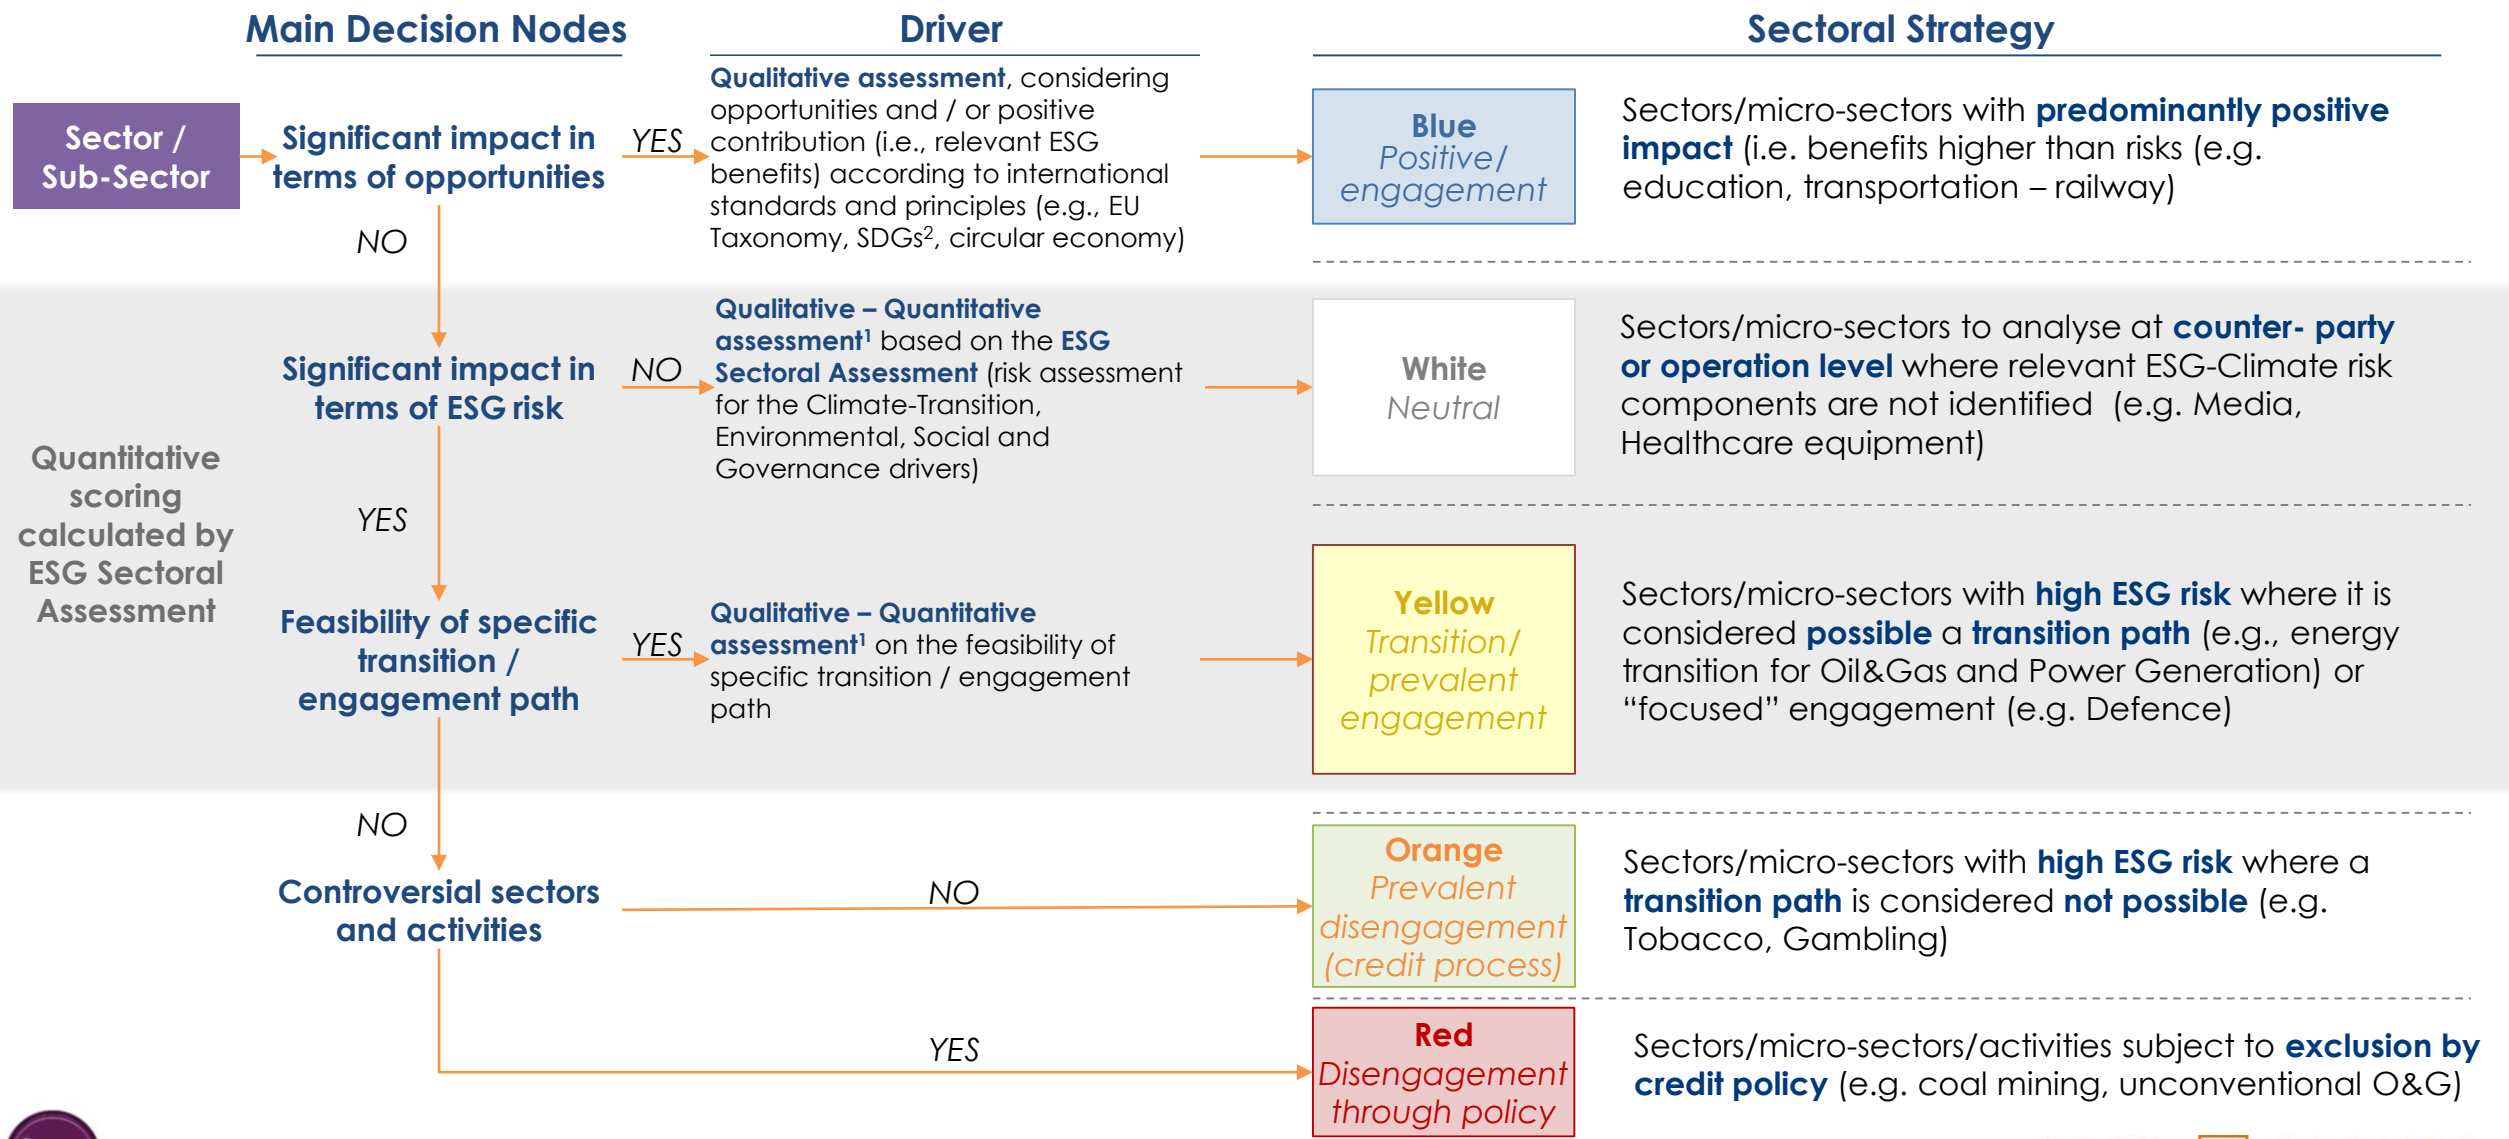 Main Decision Nodes
Driver
Sectoral Strategy
Sector /
Sub-Sector
Significant impact in
terms of opportunities
YES
NO
Qualitative assessment, considering
opportunities and / or positive
contribution (i.e., relevant ESG
benefits) according to international
standards and principles (e.g., EU
Taxonomy, SDGs², circular economy)
Blue
Positive/
engagement
Sectors/micro-sectors with predominantly positive
impact (i.e. benefits higher than risks (e.g.
education, transportation – railway)
Quantitative
scoring
calculated by
ESG Sectoral
Assessment
Significant impact in
terms of ESG risk
NO
YES
Qualitative – Quantitative
assessment¹ based on the ESG
Sectoral Assessment (risk assessment
for the Climate-Transition,
Environmental, Social and
Governance drivers)
White
Neutral
Sectors/micro-sectors to analyse at counter- party
or operation level where relevant ESG-Climate risk
components are not identified (e.g. Media,
Healthcare equipment)
Feasibility of specific
transition /
engagement path
YES
NO
Qualitative – Quantitative
assessment¹ on the feasibility of
specific transition / engagement
path
Yellow
Transition/
prevalent
engagement
Sectors/micro-sectors with high ESG risk where it is
considered possible a transition path (e.g., energy
transition for Oil&Gas and Power Generation) or
“focused” engagement (e.g. Defence)
Controversial sectors
and activities
NO
Orange
Prevalent
disengagement
(credit process)
Sectors/micro-sectors with high ESG risk where a
transition path is considered not possible (e.g.
Tobacco, Gambling)
YES
Red
Disengagement
through policy
Sectors/micro-sectors/activities subject to exclusion by
credit policy (e.g. coal mining, unconventional O&G)